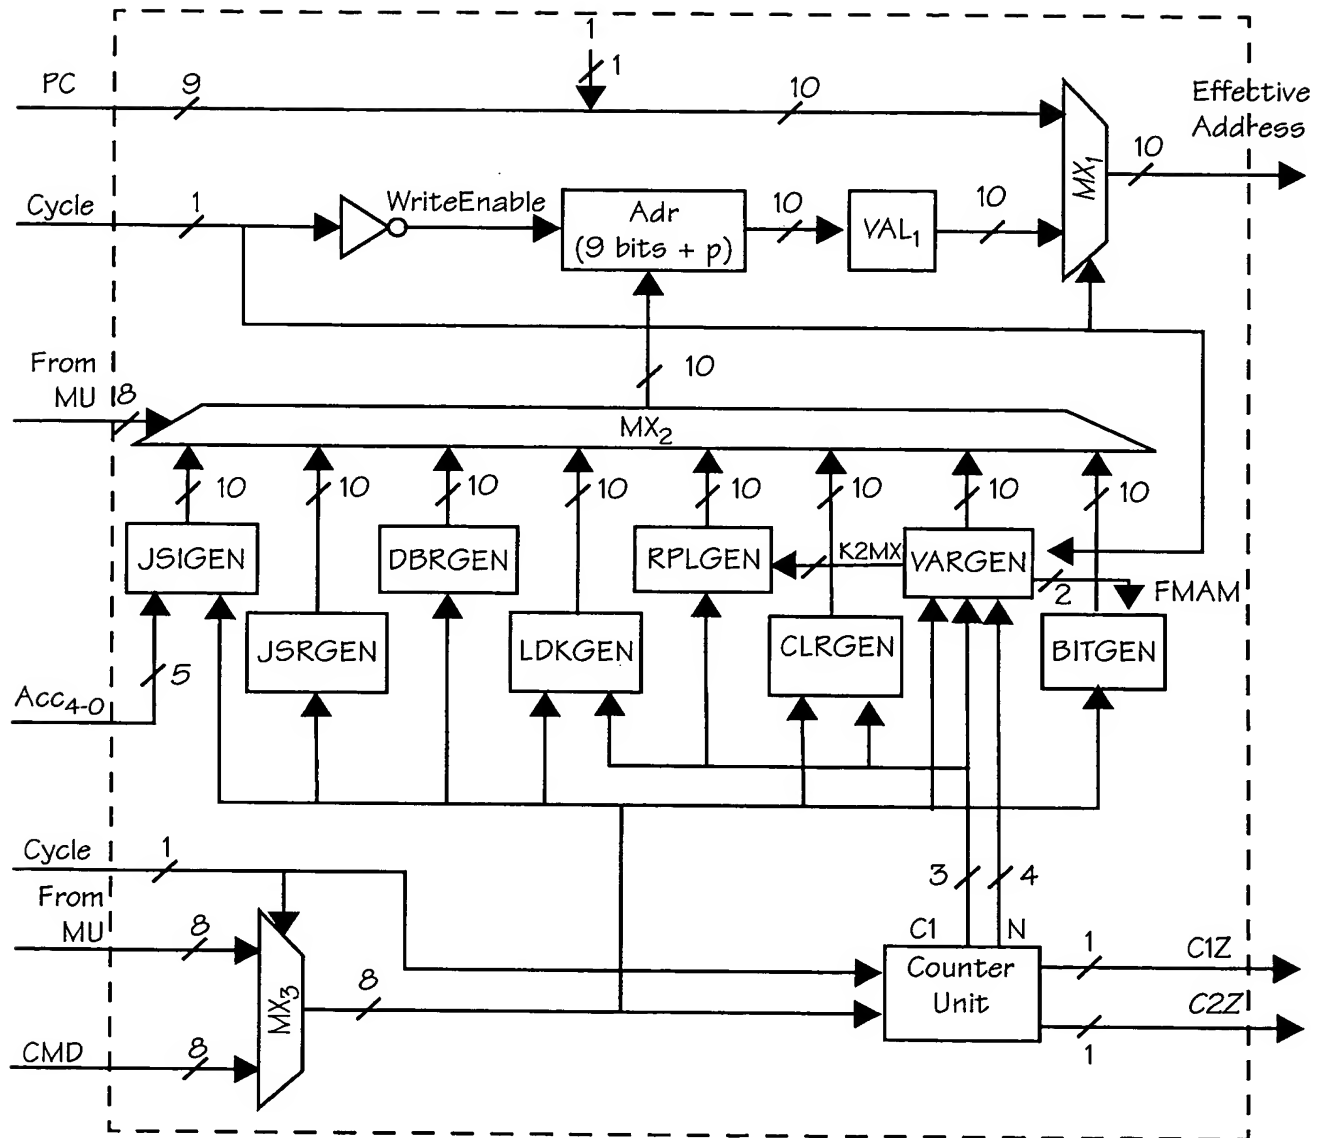 1
1
PC
9
10
Effective
Address
10
MX1
Cycle
1
WriteEnable
Adr
(9 bits + p)
10
VAL1
10
From
MU
8
10
MX2
10
10
10
10
10
10
10
10
JSIGEN
DBRGEN
RPLGEN
K2MX
VARGEN
2
FMAM
JSRGEN
LDKGEN
CLRGEN
BITGEN
5
Acc4-0
Cycle
1
3
4
From
MU
8
C1
N
MX3
8
Counter
Unit
1
C1Z
C2Z
1
CMD
8